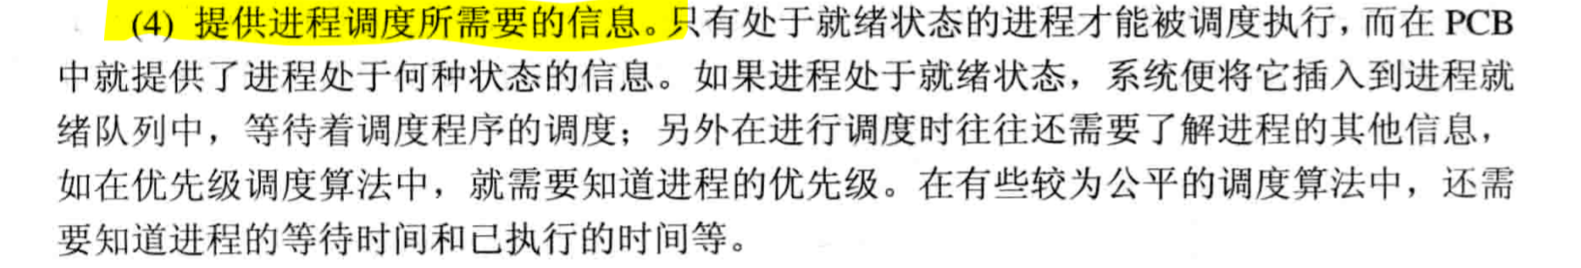 (4) 提供进程调度所需要的信息。只有处于就绪状态的进程才能被调度执行，而在 PCB
中就提供了进程处于何种状态的信息。如果进程处于就绪状态，系统便将它插入到进程就
绪队列中，等待着调度程序的调度；另外在进行调度时往往还需要了解进程的其他信息，
如在优先级调度算法中，就需要知道进程的优先级。在有些较为公平的调度算法中，还需
要知道进程的等待时间和已执行的时间等。